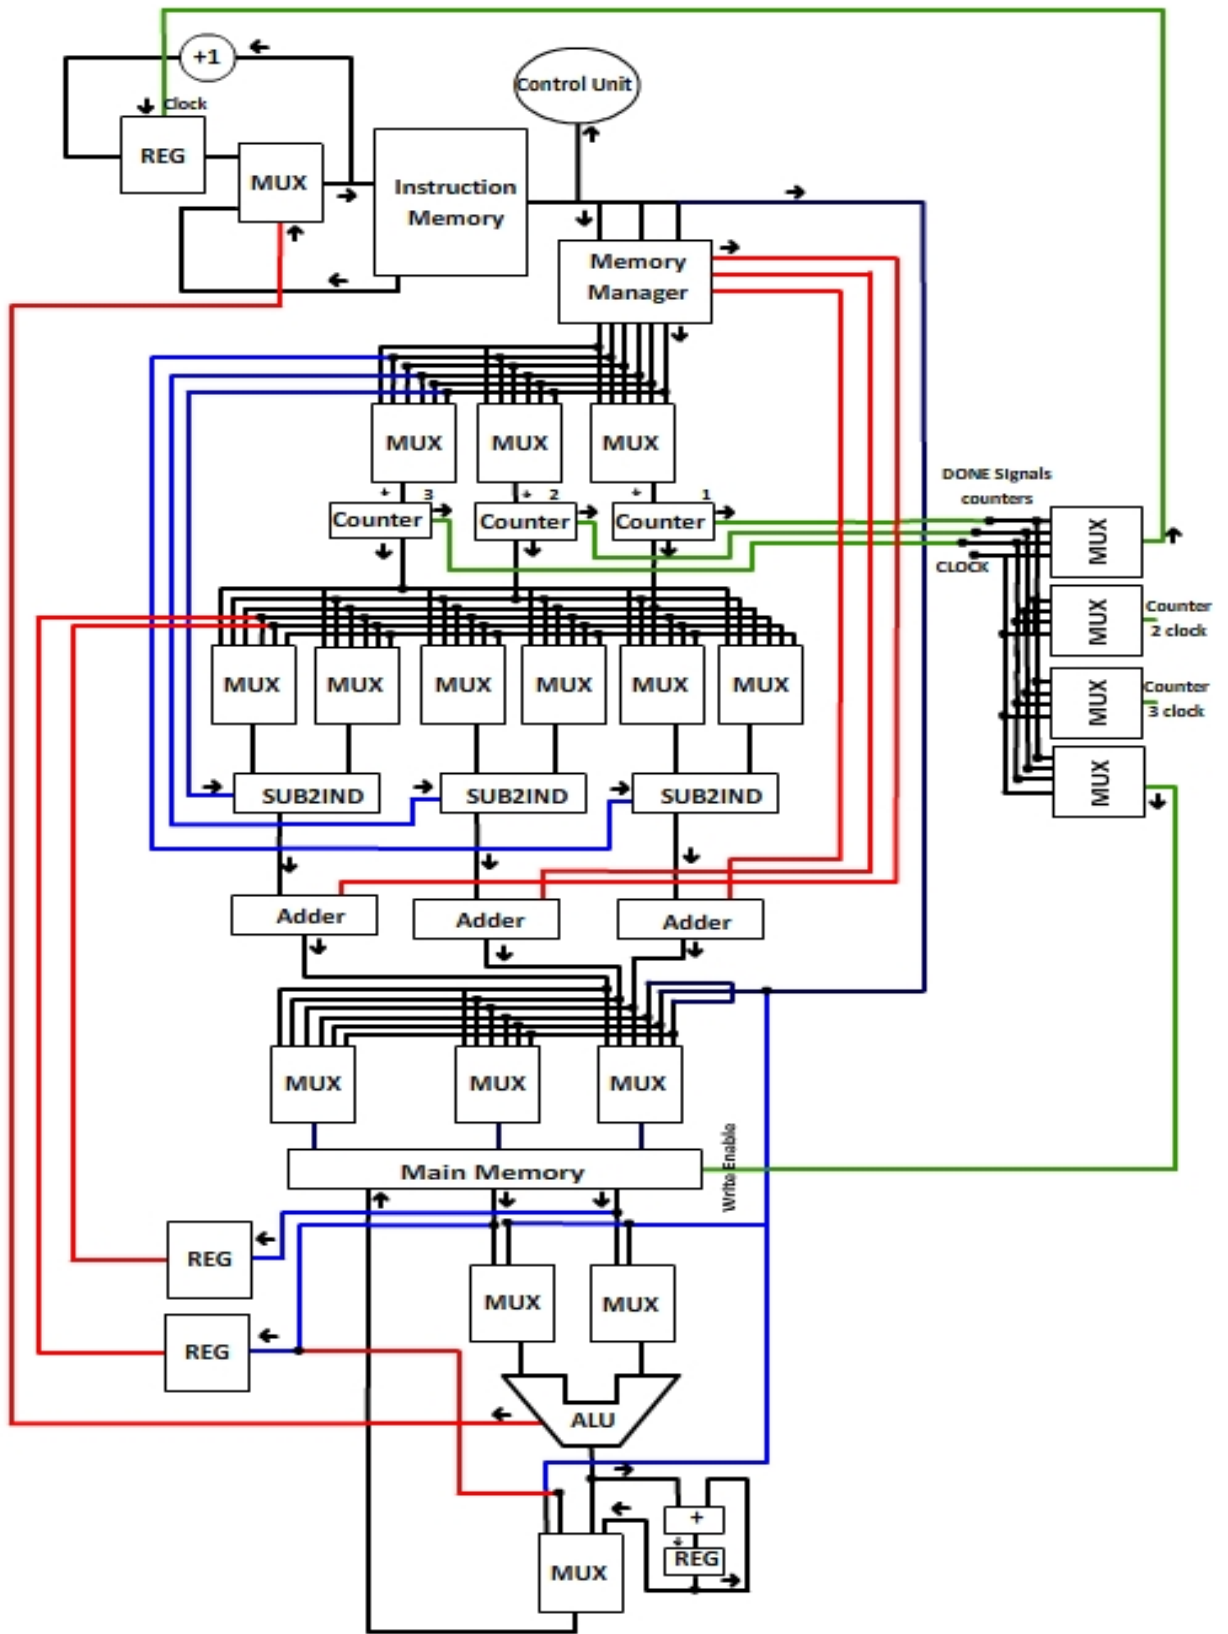 +1
Control Unit
Clock
REG
MUX
Instruction
Memory
Memory
Manager
MUX
MUX
MUX
DONE Signals
counters
3
2
1
Counter
Counter
Counter
MUX
CLOCK
MUX
Counter
2 clock
MUX
Counter
3 clock
MUX
MUX
MUX
MUX
MUX
MUX
MUX
SUB2IND
SUB2IND
SUB2IND
Adder
Adder
Adder
MUX
MUX
MUX
Main Memory
Write Enable
REG
MUX
MUX
REG
ALU
+
REG
MUX